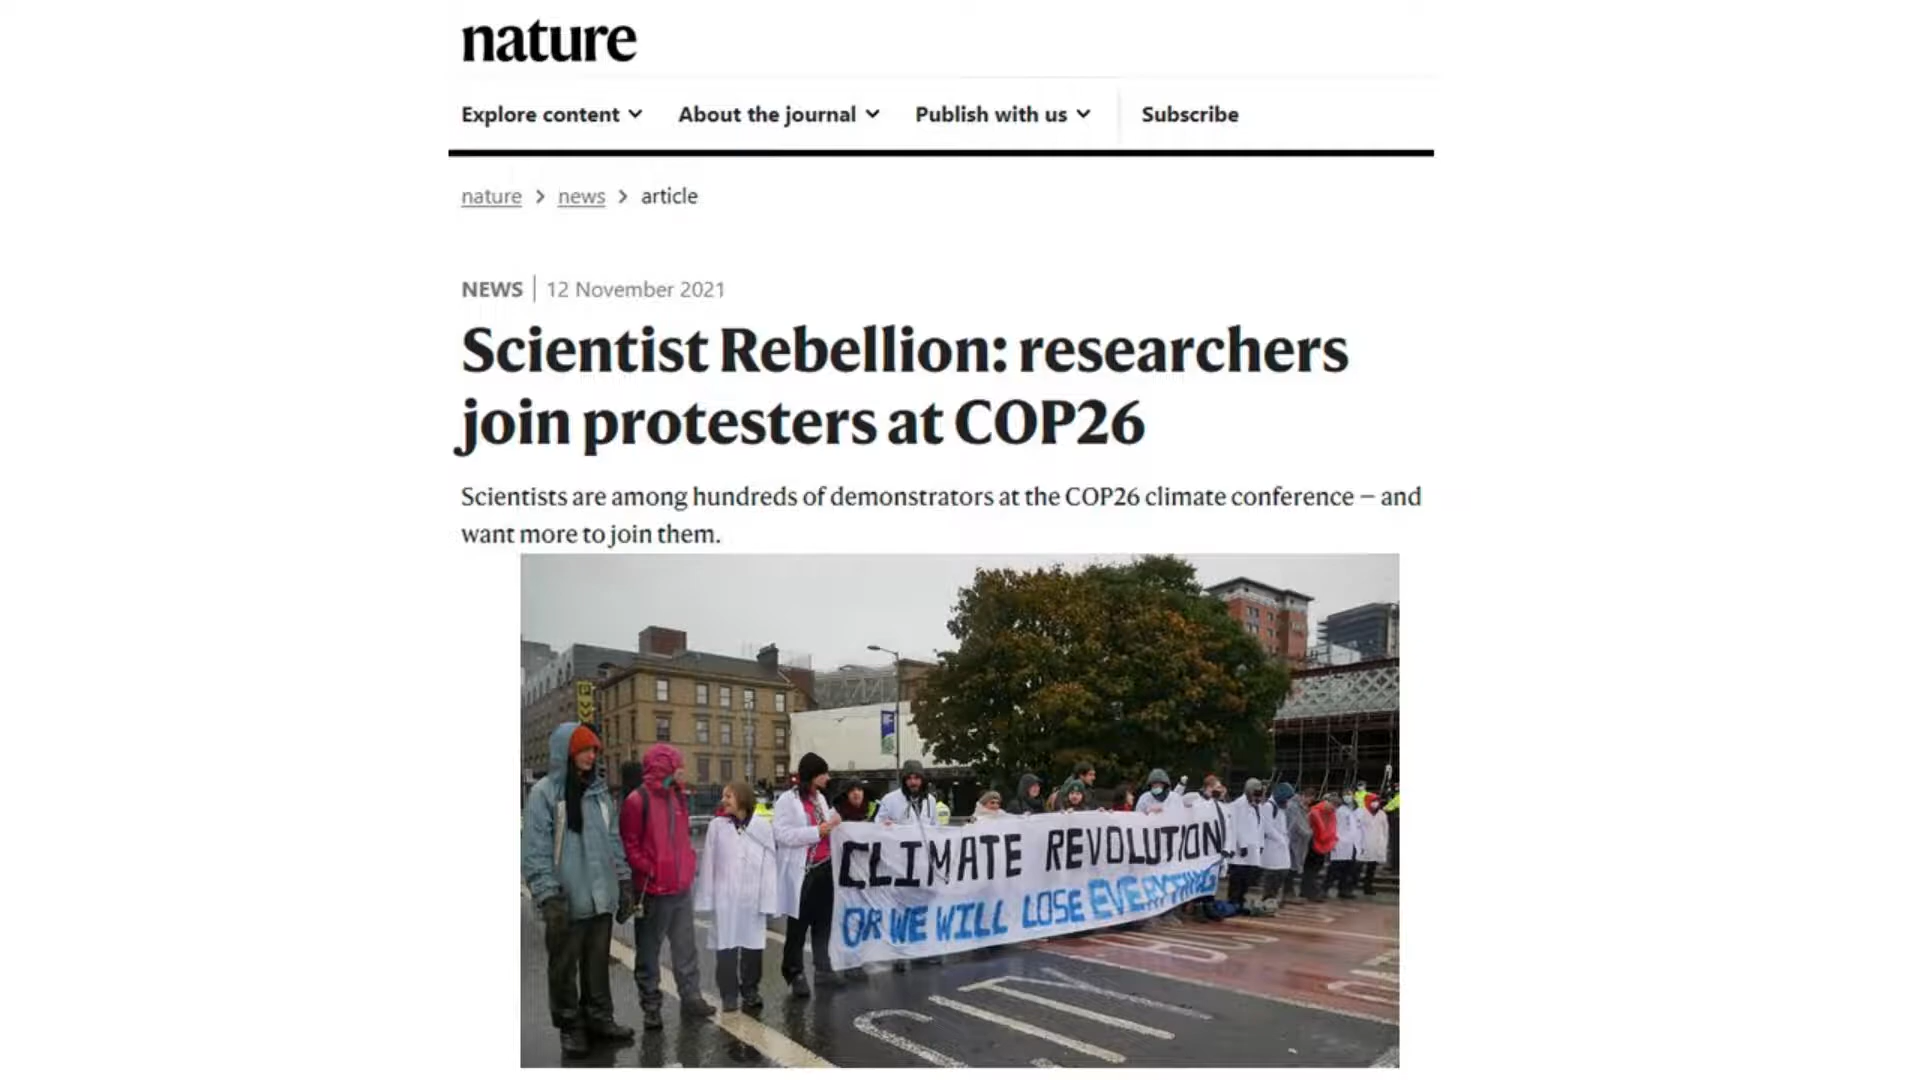 nature
Explore content About the journal Publish with us Subscribe
nature > news > article
NEWS | 12 November 2021
Scientist Rebellion: researchers
join protesters at COP26
Scientists are among hundreds of demonstrators at the COP26 climate conference – and
want more to join them.
CLIMATE REVOLUTION
OR WE WILL LOSE EVERYTHING
CITY